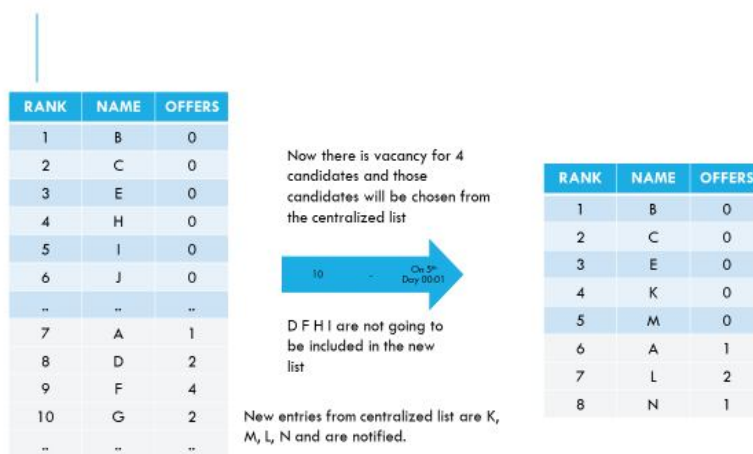 RANK NAME OFFERS
1 B 0
2 C 0
3 E 0
4 H 0
5 I 0
6 J 0
.. .. ..
7 A 1
8 D 2
9 F 4
10 G 2
.. .. ..
Now there is vacancy for 4
candidates and those
candidates will be chosen from
the centralized list
10 - On 5th
Day 00:01
D F H I are not going to
be included in the new
list
New entries from centralized list are K,
M, L, N and are notified.
RANK NAME OFFERS
1 B 0
2 C 0
3 E 0
4 K 0
5 M 0
6 A 1
7 L 2
8 N 1